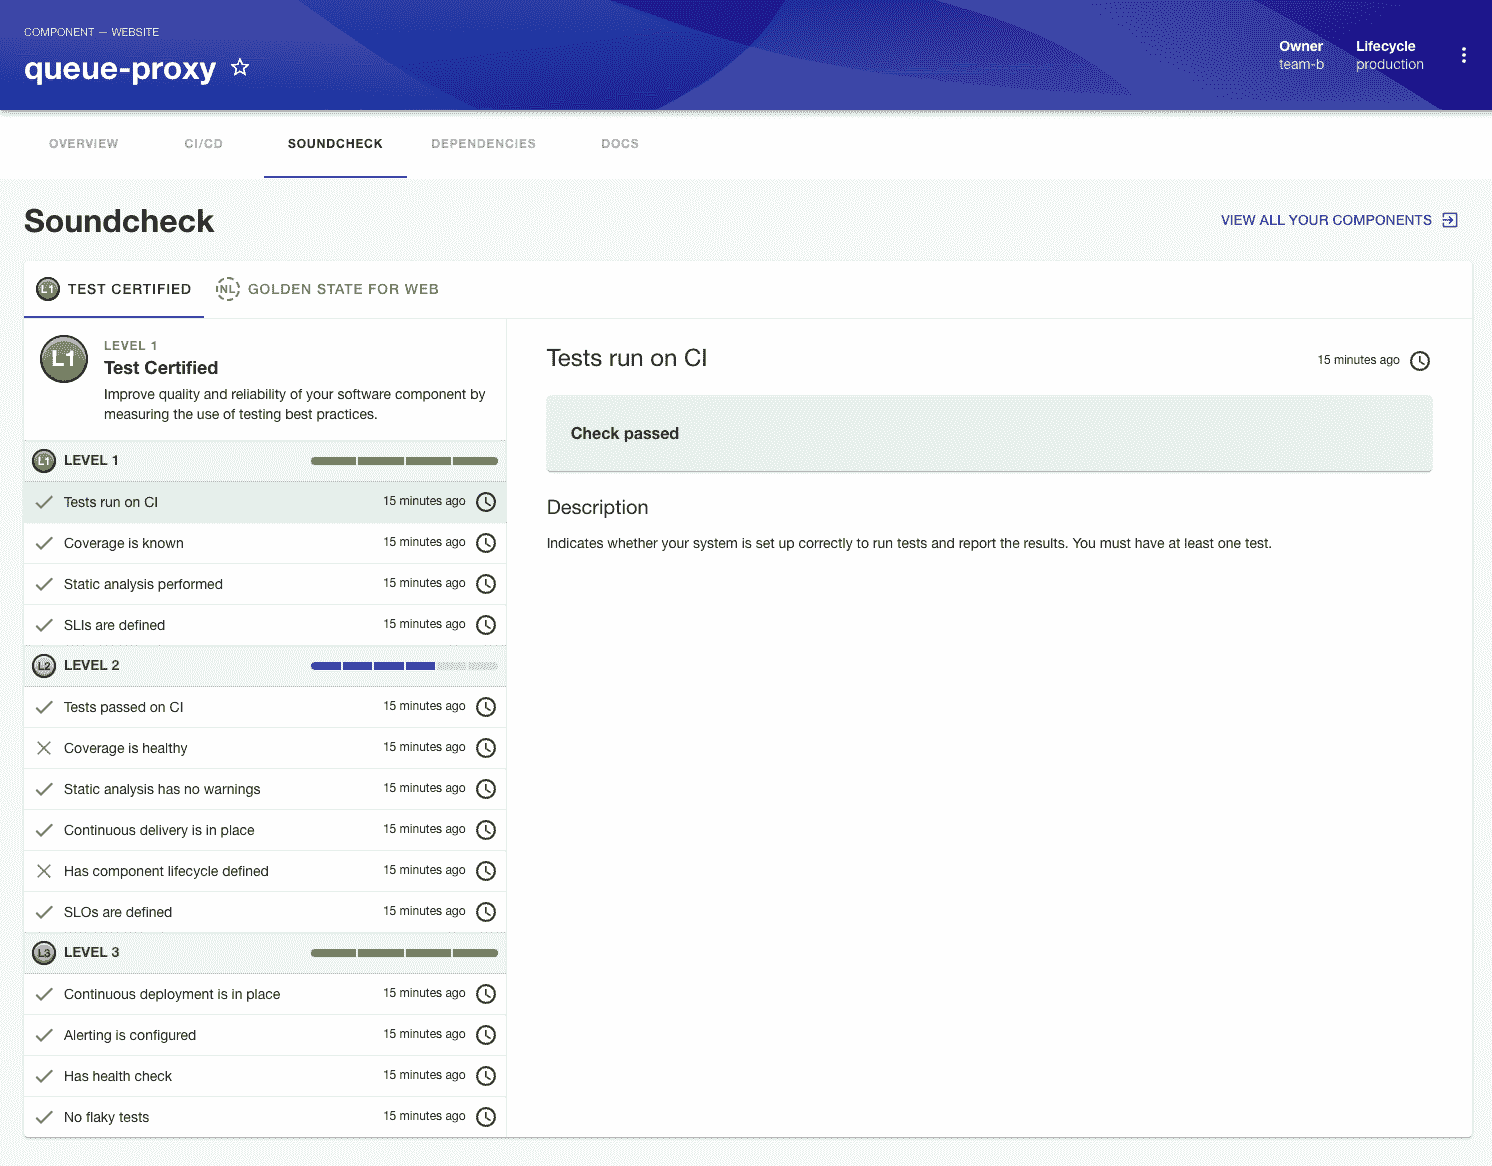 COMPONENT — WEBSITE
queue-proxy
Owner
team-b
Lifecycle
production
OVERVIEW
CI/CD
SOUNDCHECK
DEPENDENCIES
DOCS
Soundcheck
VIEW ALL YOUR COMPONENTS
L1 TEST CERTIFIED
NL GOLDEN STATE FOR WEB
L1
LEVEL 1
Test Certified
Improve quality and reliability of your software component by
measuring the use of testing best practices.
L1 LEVEL 1
Tests run on CI 15 minutes ago
Coverage is known 15 minutes ago
Static analysis performed 15 minutes ago
SLIs are defined 15 minutes ago
L2 LEVEL 2
Tests passed on CI 15 minutes ago
Coverage is healthy 15 minutes ago
Static analysis has no warnings 15 minutes ago
Continuous delivery is in place 15 minutes ago
Has component lifecycle defined 15 minutes ago
SLOs are defined 15 minutes ago
L3 LEVEL 3
Continuous deployment is in place 15 minutes ago
Alerting is configured 15 minutes ago
Has health check 15 minutes ago
No flaky tests 15 minutes ago
Tests run on CI 15 minutes ago
Check passed
Description
Indicates whether your system is set up correctly to run tests and report the results. You must have at least one test.